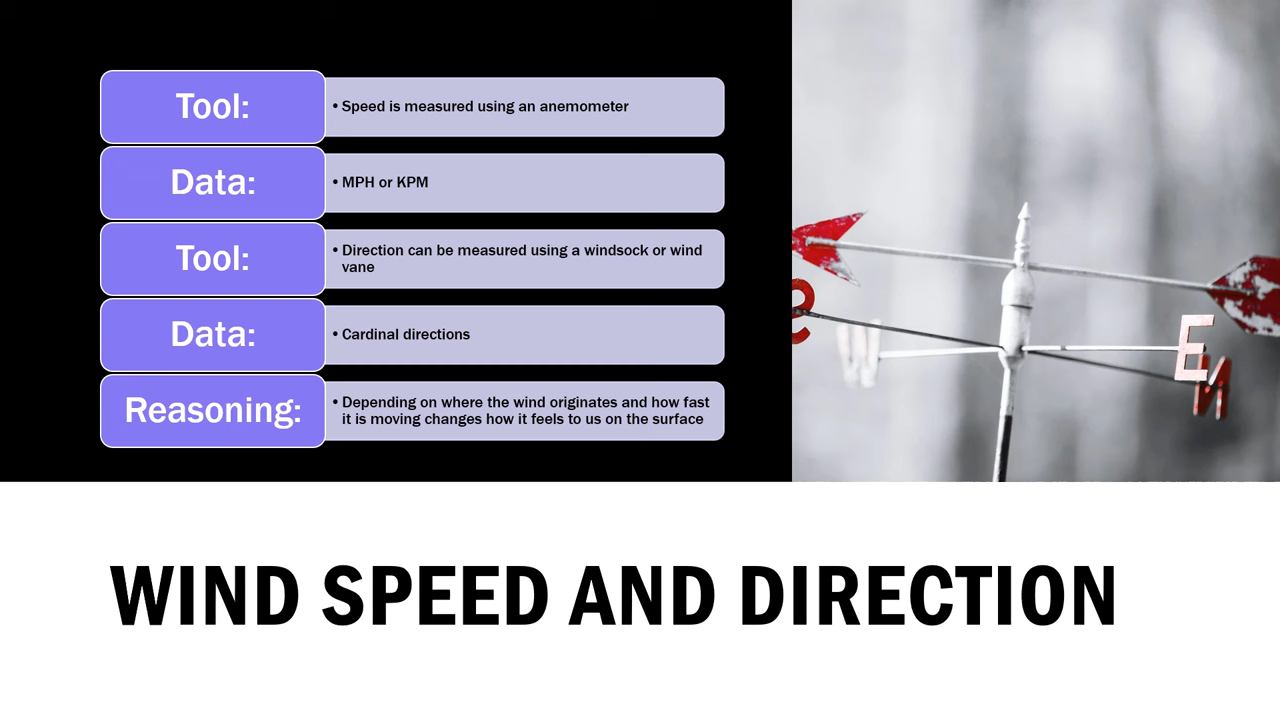 Tool:
• Speed is measured using an anemometer
Data:
• MPH or KPM
Tool:
• Direction can be measured using a windsock or wind
vane
Data:
• Cardinal directions
Reasoning:
• Depending on where the wind originates and how fast
it is moving changes how it feels to us on the surface
S
W
E
N
WIND SPEED AND DIRECTION